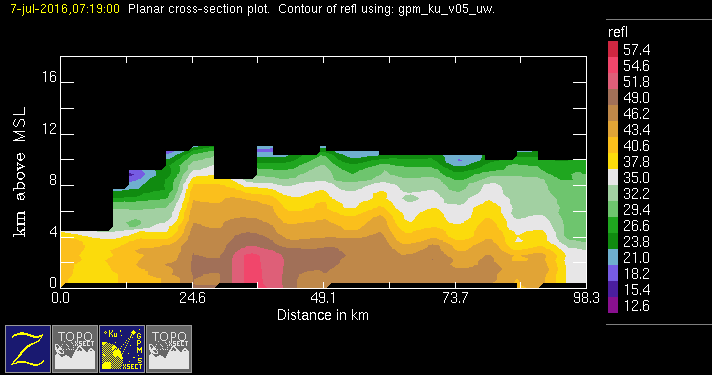 7-jul-2016,07:19:00 Planar cross-section plot. Contour of refl using: gpm_ku_v05_uw.
refl
57.4
54.6
51.8
49.0
46.2
43.4
40.6
37.8
35.0
32.2
29.4
26.6
23.8
21.0
18.2
15.4
12.6
km above MSL
16
12
8
4
0
0.0 24.6 49.1 73.7 98.3
Distance in km
Z
TOPO
XSECT
"Ku"
GPM
XSECT
TOPO
XSECT